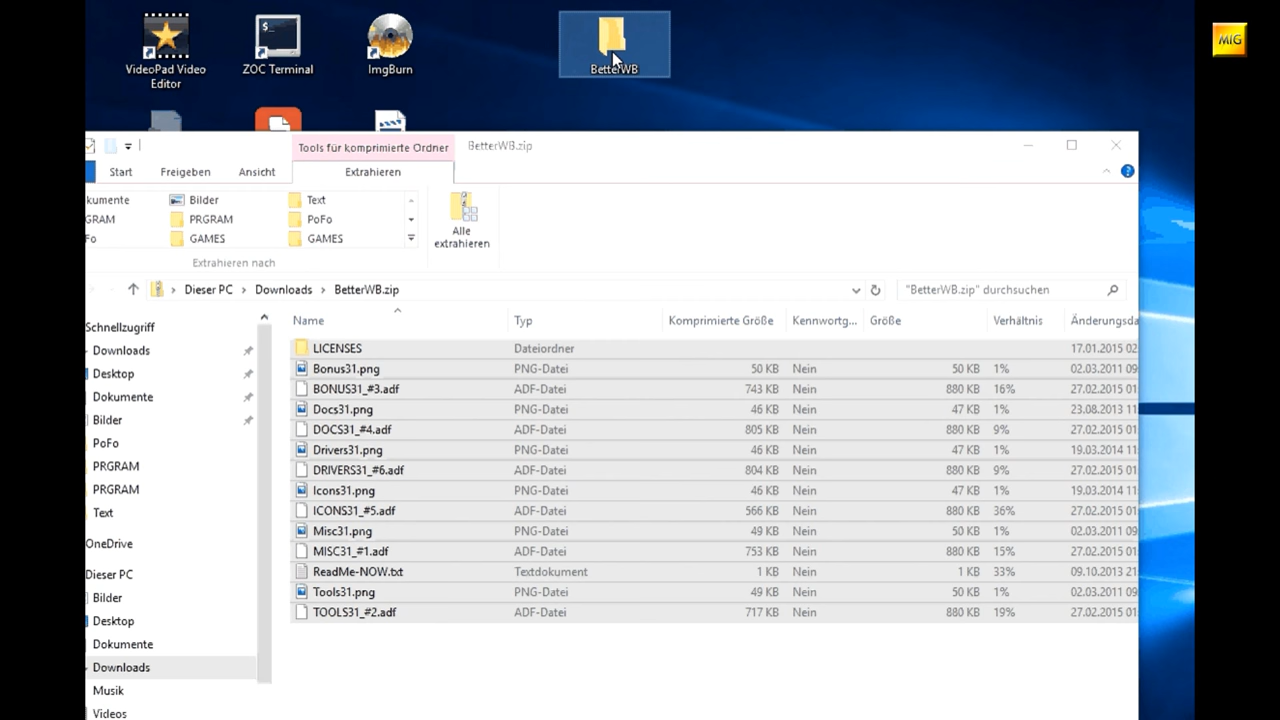 MIG
VideoPad Video
Editor
ZOC Terminal
ImgBurn
BetterWB
Tools für komprimierte Ordner
BetterWB.zip
Start
Freigeben
Ansicht
Extrahieren
kumente
Bilder
Text
GRAM
PRGRAM
PoFo
Fo
GAMES
GAMES
Alle
extrahieren
Extrahieren nach
Dieser PC
Downloads
BetterWB.zip
"BetterWB.zip" durchsuchen
Name
Typ
Komprimierte Größe
Kennwortg...
Größe
Verhältnis
Änderungsda
LICENSES Dateiordner 17.01.2015 02
Bonus31.png PNG-Datei 50 KB Nein 50 KB 1% 02.03.2011 09
BONUS31_#3.adf ADF-Datei 743 KB Nein 880 KB 16% 27.02.2015 01
Docs31.png PNG-Datei 46 KB Nein 47 KB 1% 23.08.2013 11
DOCS31_#4.adf ADF-Datei 805 KB Nein 880 KB 9% 27.02.2015 01
Drivers31.png PNG-Datei 46 KB Nein 47 KB 1% 19.03.2014 11
DRIVERS31_#6.adf ADF-Datei 804 KB Nein 880 KB 9% 27.02.2015 01
Icons31.png PNG-Datei 46 KB Nein 47 KB 1% 19.03.2014 11
ICONS31_#5.adf ADF-Datei 566 KB Nein 880 KB 36% 27.02.2015 01
Misc31.png PNG-Datei 49 KB Nein 50 KB 1% 02.03.2011 09
MISC31_#1.adf ADF-Datei 753 KB Nein 880 KB 15% 27.02.2015 01
ReadMe-NOW.txt Textdokument 1 KB Nein 1 KB 33% 09.10.2013 21
Tools31.png PNG-Datei 49 KB Nein 50 KB 1% 02.03.2011 09
TOOLS31_#2.adf ADF-Datei 717 KB Nein 880 KB 19% 27.02.2015 01
Schnellzugriff
Downloads
Desktop
Dokumente
Bilder
PoFo
PRGRAM
PRGRAM
Text
OneDrive
Dieser PC
Bilder
Desktop
Dokumente
Downloads
Musik
Videos